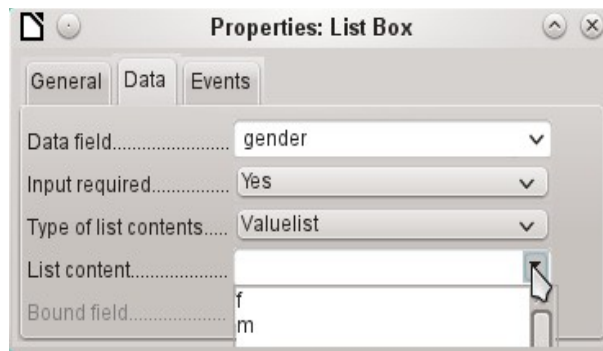 Properties: List Box
General Data Events
Data field....................... gender
Input required................ Yes
Type of list contents..... Valuelist
List content...................
f
Bound field..................
m